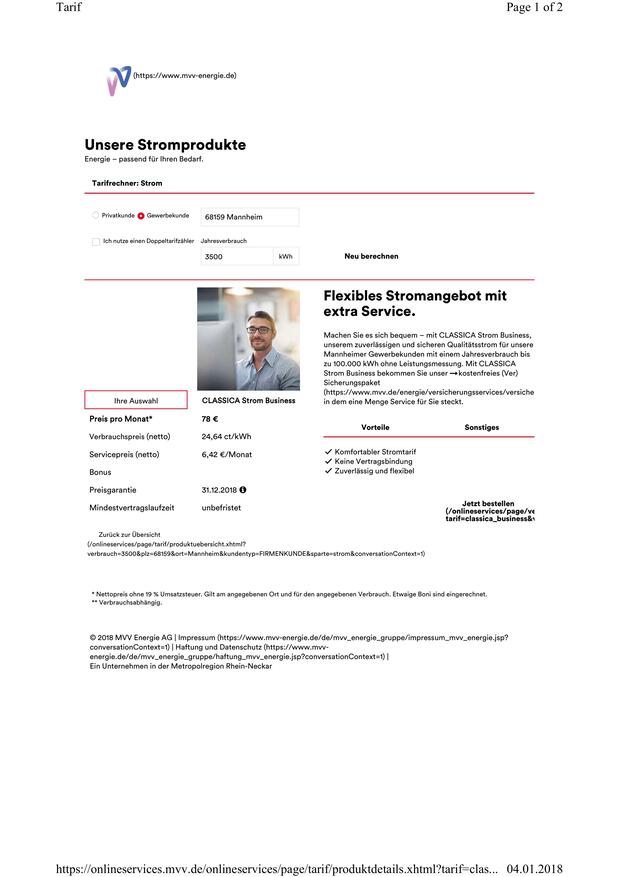 Tarif
Page 1 of 2
(https://www.mvv-energie.de)
Unsere Stromprodukte
Energie – passend für Ihren Bedarf.
Tarifrechner: Strom
Privatkunde Gewerbekunde
68159 Mannheim
Ich nutze einen Doppeltarifzähler
Jahresverbrauch
3500 kWh
Neu berechnen
Flexibles Stromangebot mit
extra Service.
Machen Sie es sich bequem – mit CLASSICA Strom Business,
unserem zuverlässigen und sicheren Qualitätsstrom für unsere
Mannheimer Gewerbekunden mit einem Jahresverbrauch bis
zu 100.000 kWh ohne Leistungsmessung. Mit CLASSICA
Strom Business bekommen Sie unser →kostenfreies (Ver)
Sicherungspaket
(https://www.mvv.de/energie/versicherungsservices/versiche
in dem eine Menge Service für Sie steckt.
Ihre Auswahl
CLASSICA Strom Business
Preis pro Monat* 78 €
Verbrauchspreis (netto) 24,64 ct/kWh
Servicepreis (netto) 6,42 €/Monat
Bonus
Preisgarantie 31.12.2018
Mindestvertragslaufzeit unbefristet
Vorteile
Sonstiges
✓ Komfortabler Stromtarif
✓ Keine Vertragsbindung
✓ Zuverlässig und flexibel
Jetzt bestellen
(/onlineservices/page/ve
tarif=classica_business&v
Zurück zur Übersicht
(/onlineservices/page/tarif/produktuebersicht.xhtml?
verbrauch=3500&plz=68159&ort=Mannheim&kundentyp=FIRMENKUNDE&sparte=strom&conversationContext=1)
* Nettopreis ohne 19 % Umsatzsteuer. Gilt am angegebenen Ort und für den angegebenen Verbrauch. Etwaige Boni sind eingerechnet.
** Verbrauchsabhängig.
© 2018 MVV Energie AG | Impressum (https://www.mvv-energie.de/de/mvv_energie_gruppe/impressum_mvv_energie.jsp?
conversationContext=1) | Haftung und Datenschutz (https://www.mvv-
energie.de/de/mvv_energie_gruppe/haftung_mvv_energie.jsp?conversationContext=1) |
Ein Unternehmen in der Metropolregion Rhein-Neckar
https://onlineservices.mvv.de/onlineservices/page/tarif/produktdetails.xhtml?tarif=clas...
04.01.2018